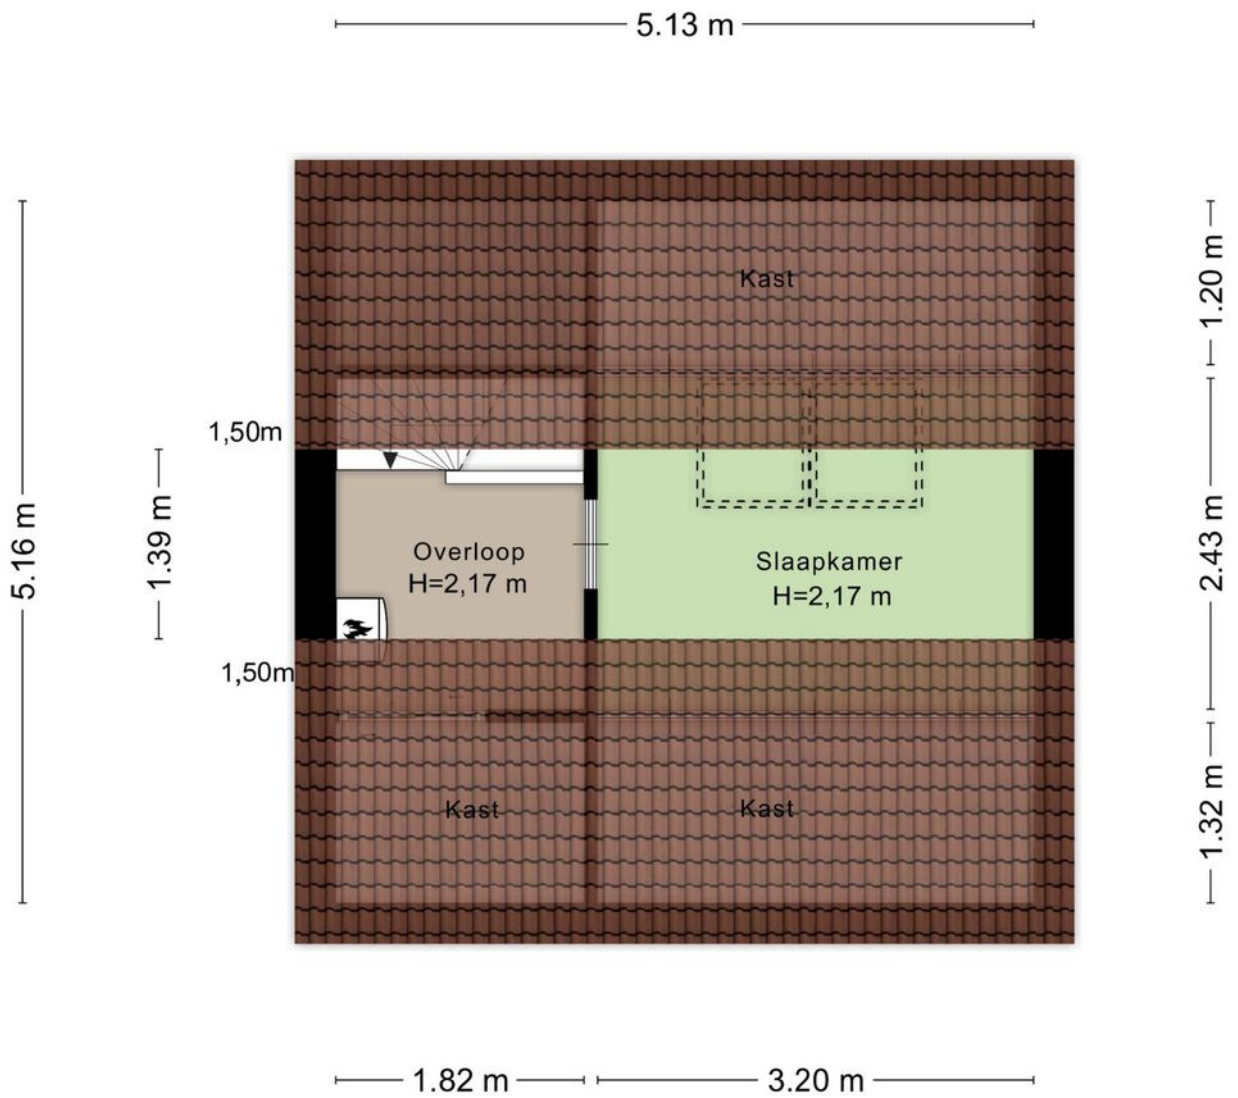 5.13 m
Kast
1.20 m
1,50m
5.16 m
1.39 m
Overloop
H=2,17 m
Slaapkamer
H=2,17 m
2.43 m
1,50m
Kast
Kast
1.32 m
1.82 m
3.20 m